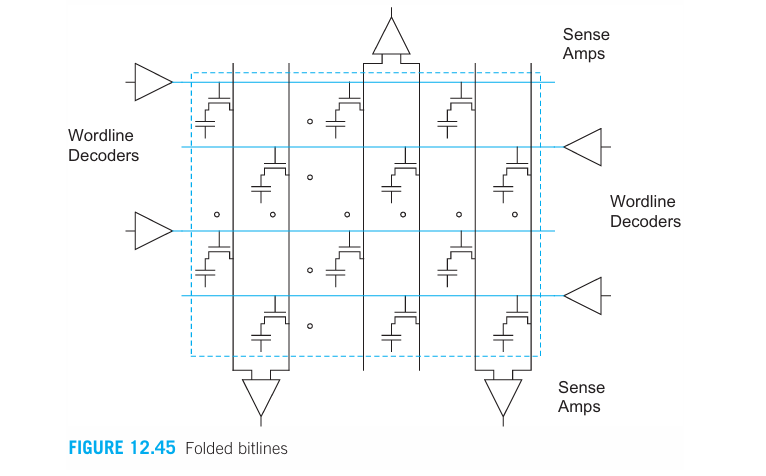 Sense
Amps
Wordline
Decoders
Wordline
Decoders
Sense
Amps
FIGURE 12.45 Folded bitlines